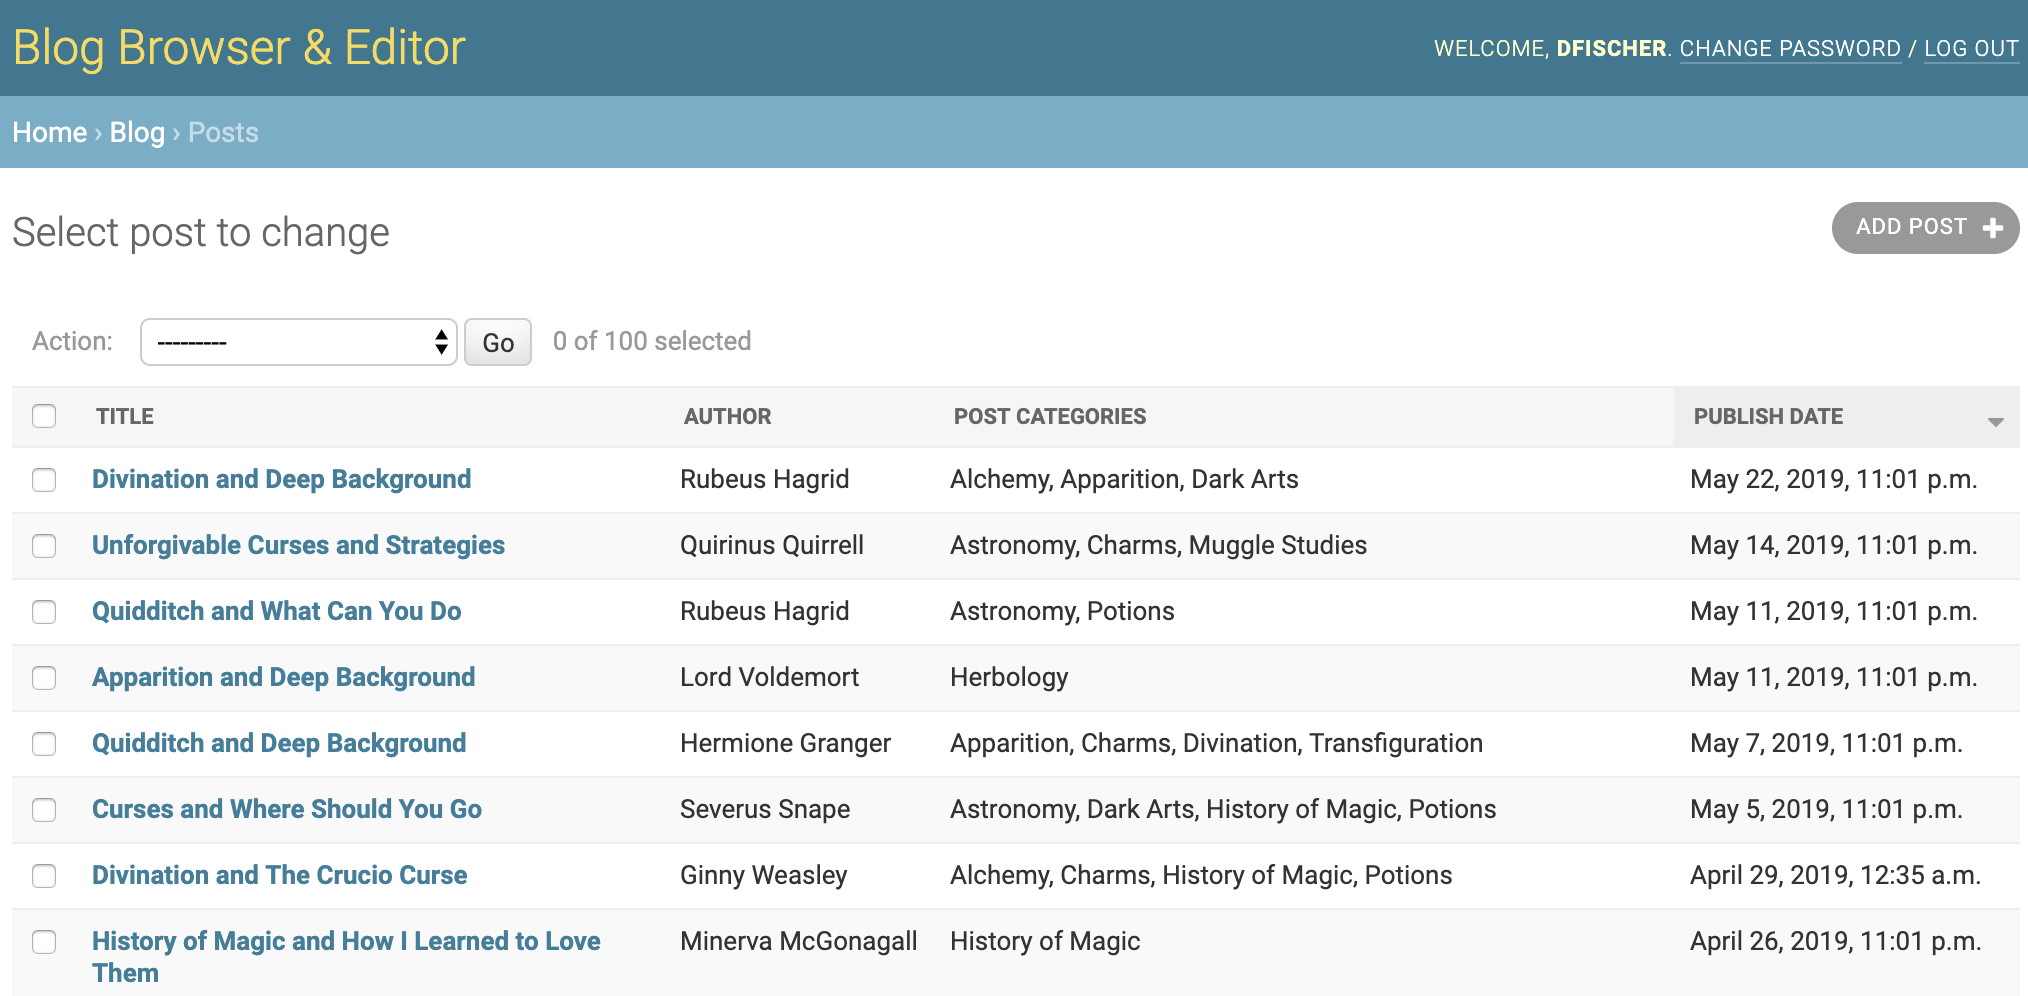 Blog Browser & Editor
WELCOME, DFISCHER. CHANGE PASSWORD / LOG OUT
Home › Blog › Posts
Select post to change
ADD POST +
Action: --------- Go 0 of 100 selected
TITLE AUTHOR POST CATEGORIES PUBLISH DATE
Divination and Deep Background Rubeus Hagrid Alchemy, Apparition, Dark Arts May 22, 2019, 11:01 p.m.
Unforgivable Curses and Strategies Quirinus Quirrell Astronomy, Charms, Muggle Studies May 14, 2019, 11:01 p.m.
Quidditch and What Can You Do Rubeus Hagrid Astronomy, Potions May 11, 2019, 11:01 p.m.
Apparition and Deep Background Lord Voldemort Herbology May 11, 2019, 11:01 p.m.
Quidditch and Deep Background Hermione Granger Apparition, Charms, Divination, Transfiguration May 7, 2019, 11:01 p.m.
Curses and Where Should You Go Severus Snape Astronomy, Dark Arts, History of Magic, Potions May 5, 2019, 11:01 p.m.
Divination and The Crucio Curse Ginny Weasley Alchemy, Charms, History of Magic, Potions April 29, 2019, 12:35 a.m.
History of Magic and How I Learned to Love Minerva McGonagall History of Magic April 26, 2019, 11:01 p.m.
Them